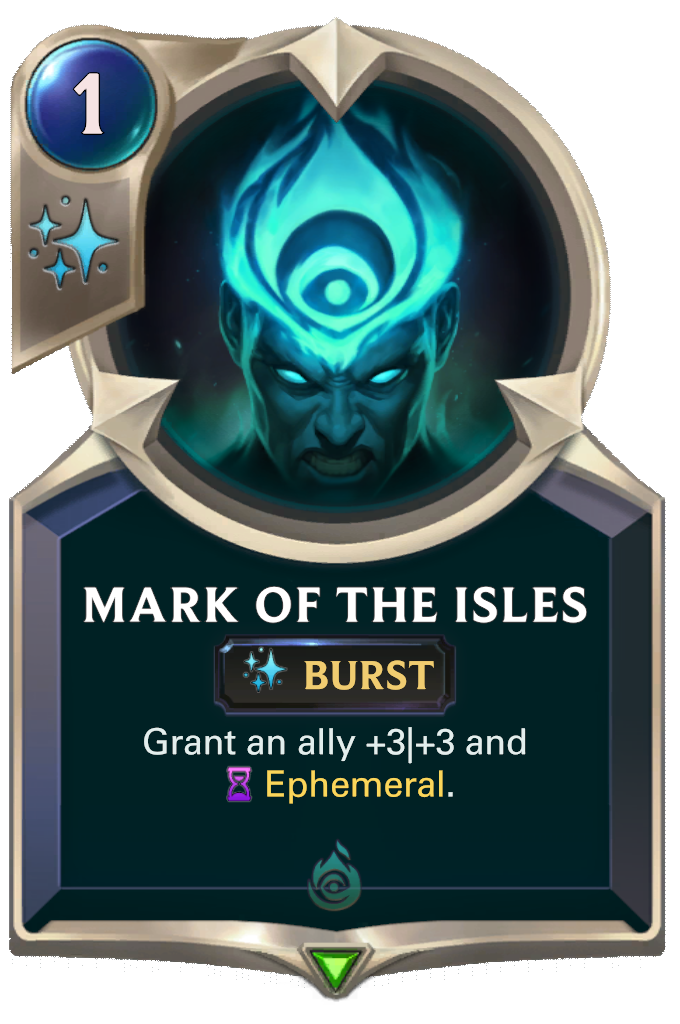 1
MARK OF THE ISLES
BURST
Grant an ally +3|+3 and
Ephemeral.